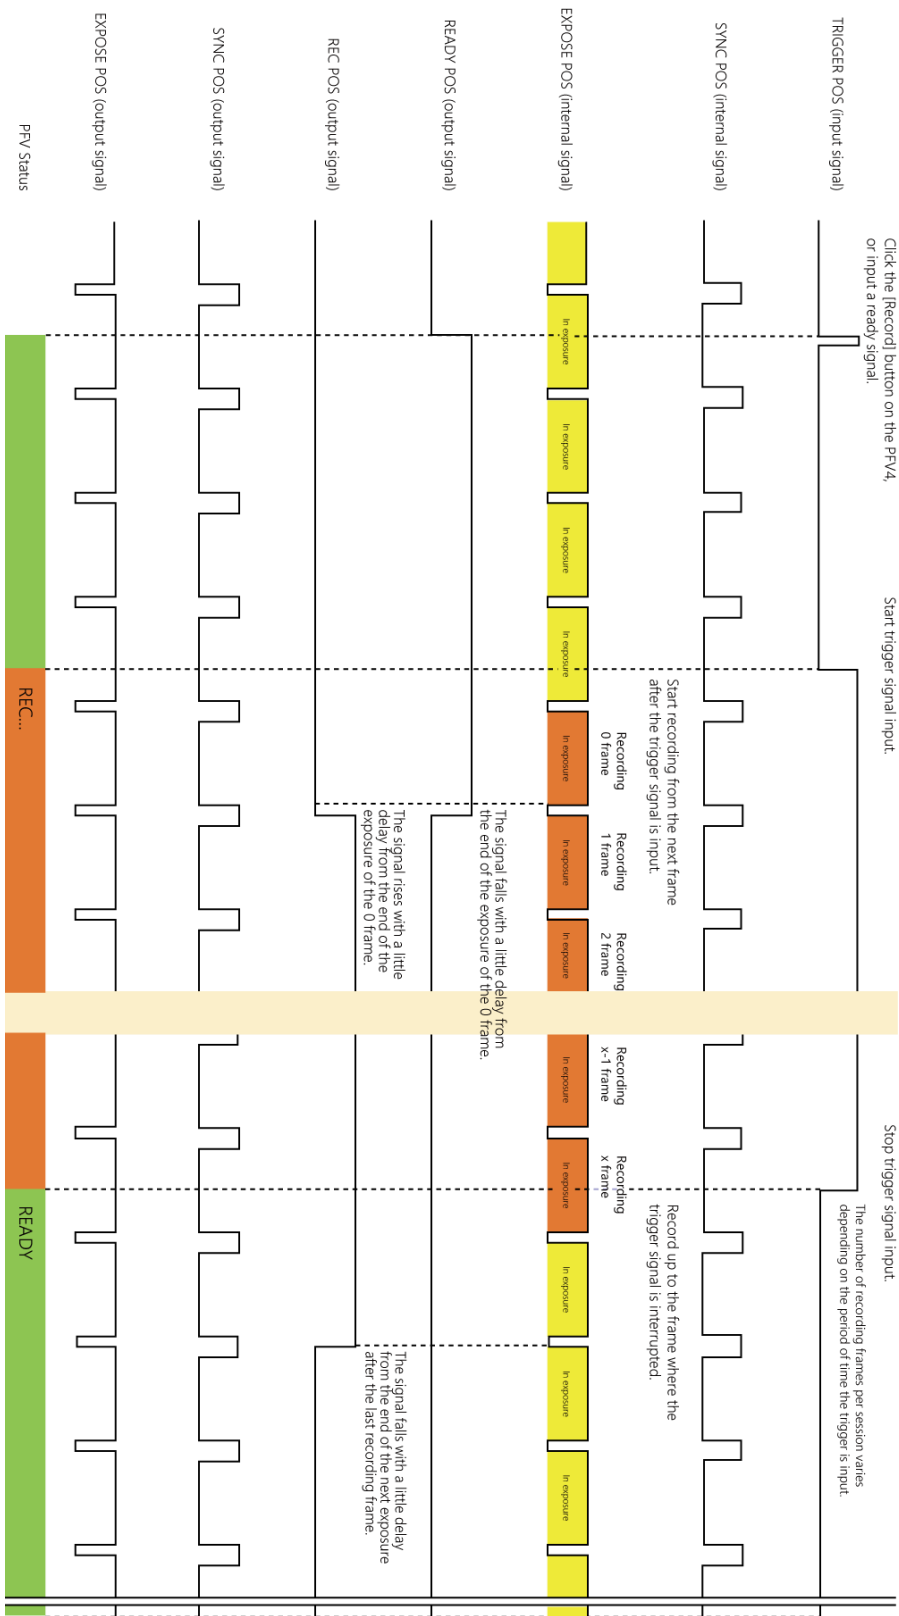 Click the [Record] button on the PFV4,
or input a ready signal.
Start trigger signal input.
Stop trigger signal input.
The number of recording frames per session varies
depending on the period of time the trigger is input.
TRIGGER POS (input signal)
SYNC POS (internal signal)
Start recording from the next frame
after the trigger signal is input.
Record up to the frame where the
trigger signal is interrupted.
Recording
0 frame
Recording
1 frame
Recording
2 frame
Recording
x-1 frame
Recording
x frame
EXPOSE POS (internal signal)
In exposure
In exposure
In exposure
In exposure
In exposure
In exposure
In exposure
In exposure
In exposure
In exposure
In exposure
In exposure
The signal falls with a little delay from
the end of the exposure of the 0 frame.
READY POS (output signal)
The signal rises with a little
delay from the end of the
exposure of the 0 frame.
The signal falls with a little delay
from the end of the next exposure
after the last recording frame.
REC POS (output signal)
SYNC POS (output signal)
EXPOSE POS (output signal)
PFV Status
REC...
READY